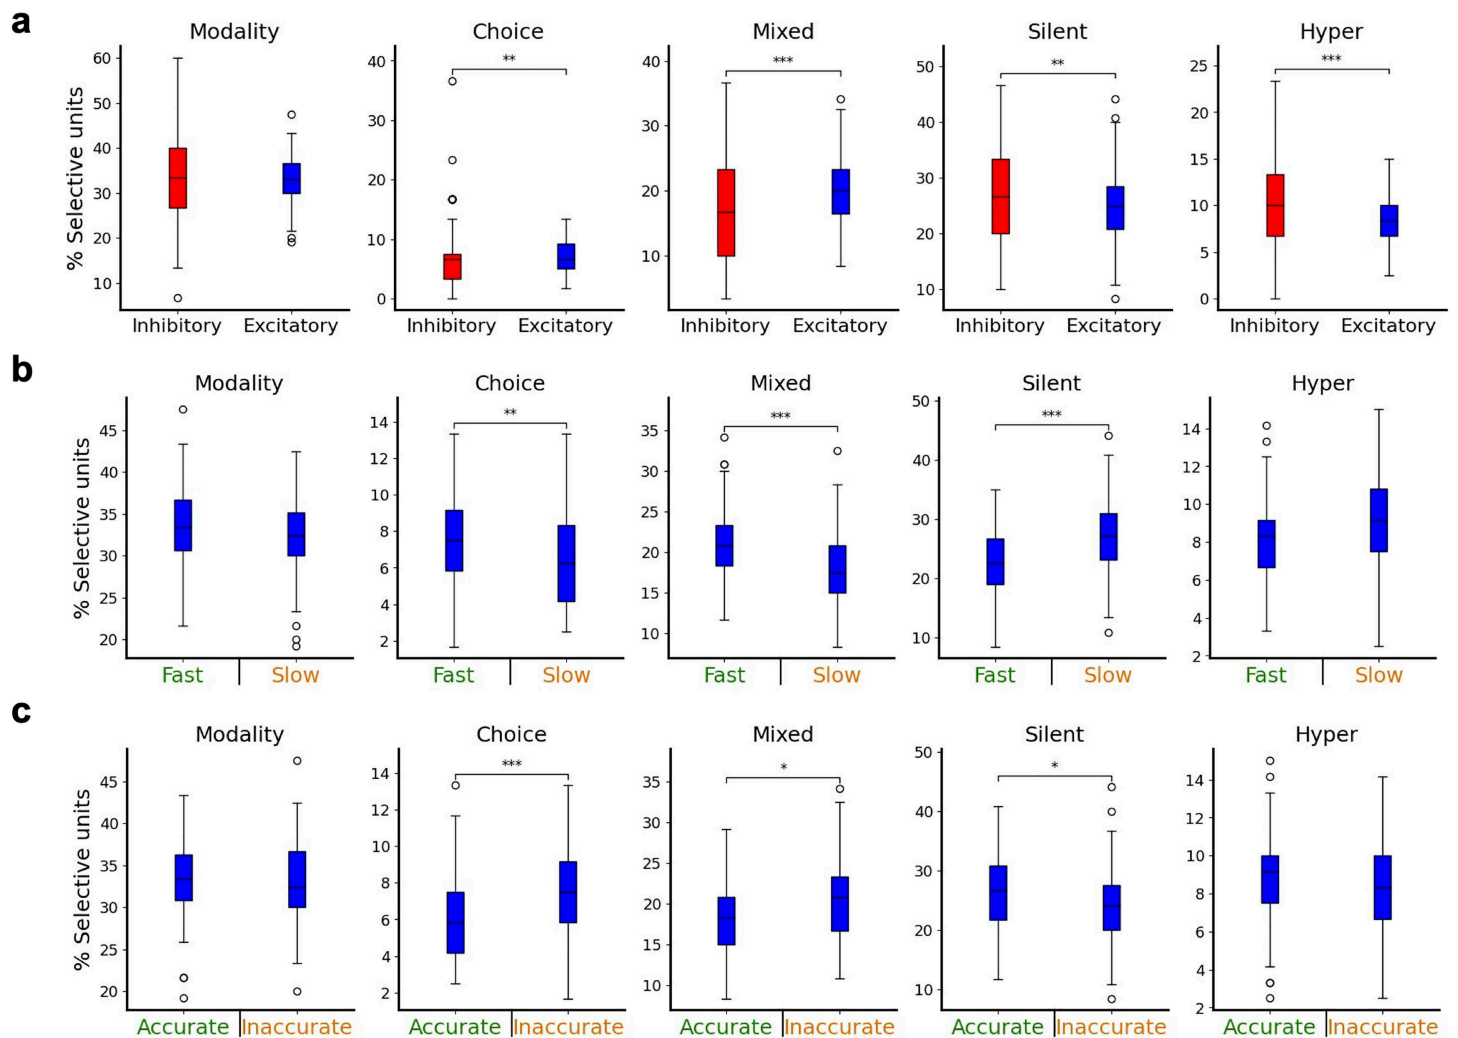 a
Modality Choice Mixed Silent Hyper
** *** ** ***
% Selective units
60 50 40 30 20 10
40 30 20 10 0
40 30 20 10
50 40 30 20 10
25 20 15 10 5 0
Inhibitory Excitatory Inhibitory Excitatory Inhibitory Excitatory Inhibitory Excitatory Inhibitory Excitatory
b
Modality Choice Mixed Silent Hyper
** *** ***
% Selective units
45 40 35 30 25 20
14 12 10 8 6 4 2
35 30 25 20 15 10
50 40 30 20 10
14 12 10 8 6 4 2
Fast Slow Fast Slow Fast Slow Fast Slow Fast Slow
c
Modality Choice Mixed Silent Hyper
*** * *
% Selective units
45 40 35 30 25 20
14 12 10 8 6 4 2
35 30 25 20 15 10
50 40 30 20 10
14 12 10 8 6 4 2
Accurate Inaccurate Accurate Inaccurate Accurate Inaccurate Accurate Inaccurate Accurate Inaccurate